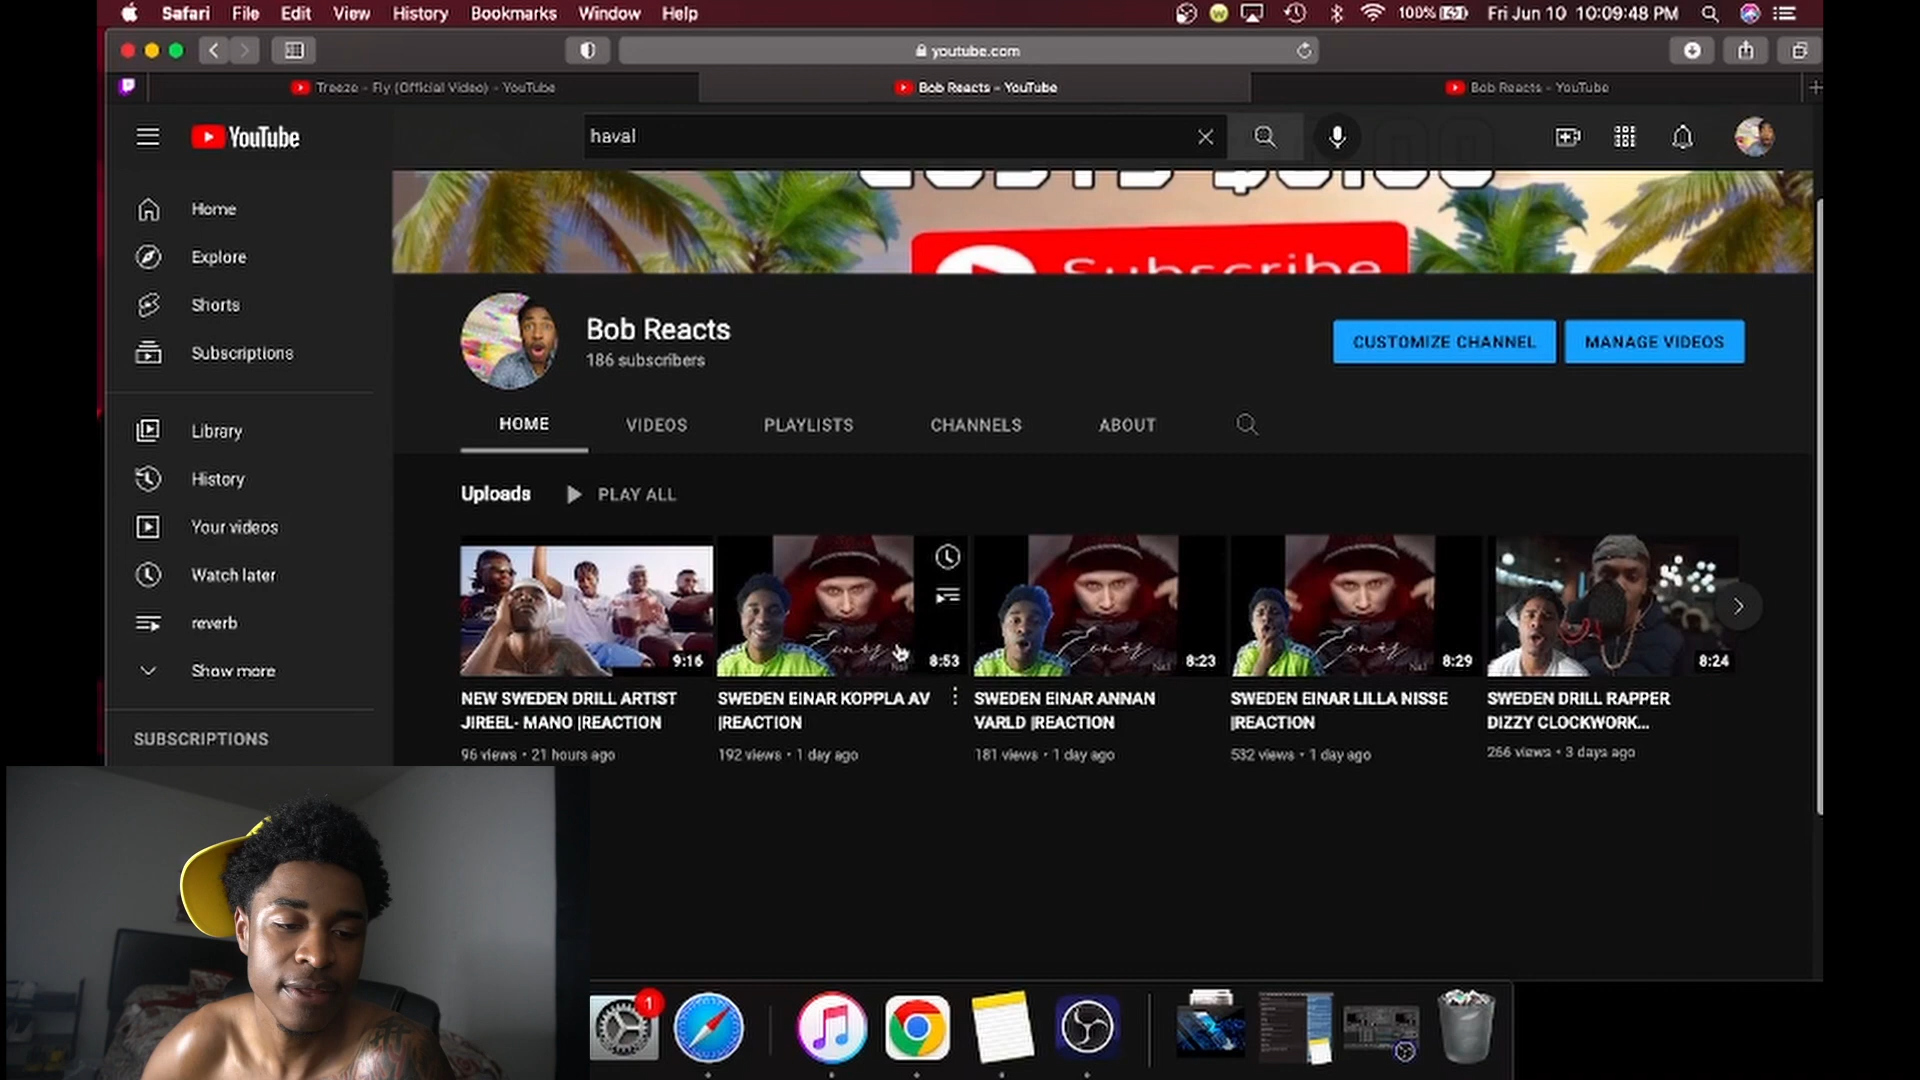 Safari File Edit View History Bookmarks Window Help 100% Fri Jun 10 10:09:48 PM
youtube.com
Treeze - Fly (Official Video) - YouTube Bob Reacts - YouTube Bob Reacts - YouTube
YouTube haval
Home
Explore
Shorts
Subscriptions
Library
History
Your videos
Watch later
reverb
Show more
SUBSCRIPTIONS
Subscribe
Bob Reacts
186 subscribers
CUSTOMIZE CHANNEL MANAGE VIDEOS
HOME VIDEOS PLAYLISTS CHANNELS ABOUT
Uploads PLAY ALL
9:16 8:53 8:23 8:29 8:24
NEW SWEDEN DRILL ARTIST
JIREEL- MANO |REACTION
96 views • 21 hours ago
SWEDEN EINAR KOPPLA AV
|REACTION
192 views • 1 day ago
SWEDEN EINAR ANNAN
VARLD |REACTION
181 views • 1 day ago
SWEDEN EINAR LILLA NISSE
|REACTION
532 views • 1 day ago
SWEDEN DRILL RAPPER
DIZZY CLOCKWORK...
266 views • 3 days ago
1